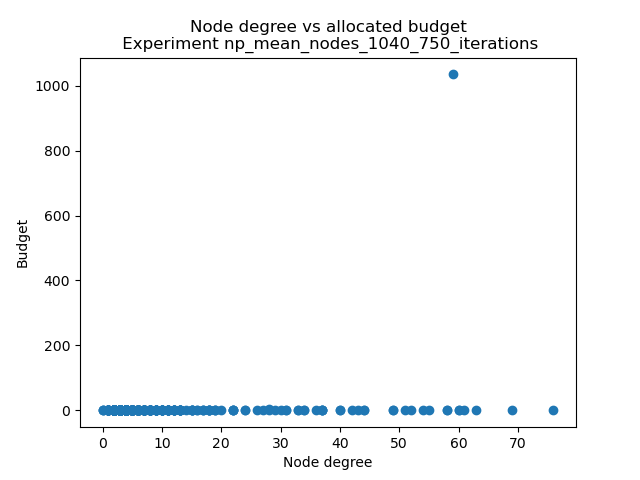 Node degree vs allocated budget
Experiment np_mean_nodes_1040_750_iterations
1000
800
600
400
200
0
Budget
0 10 20 30 40 50 60 70
Node degree